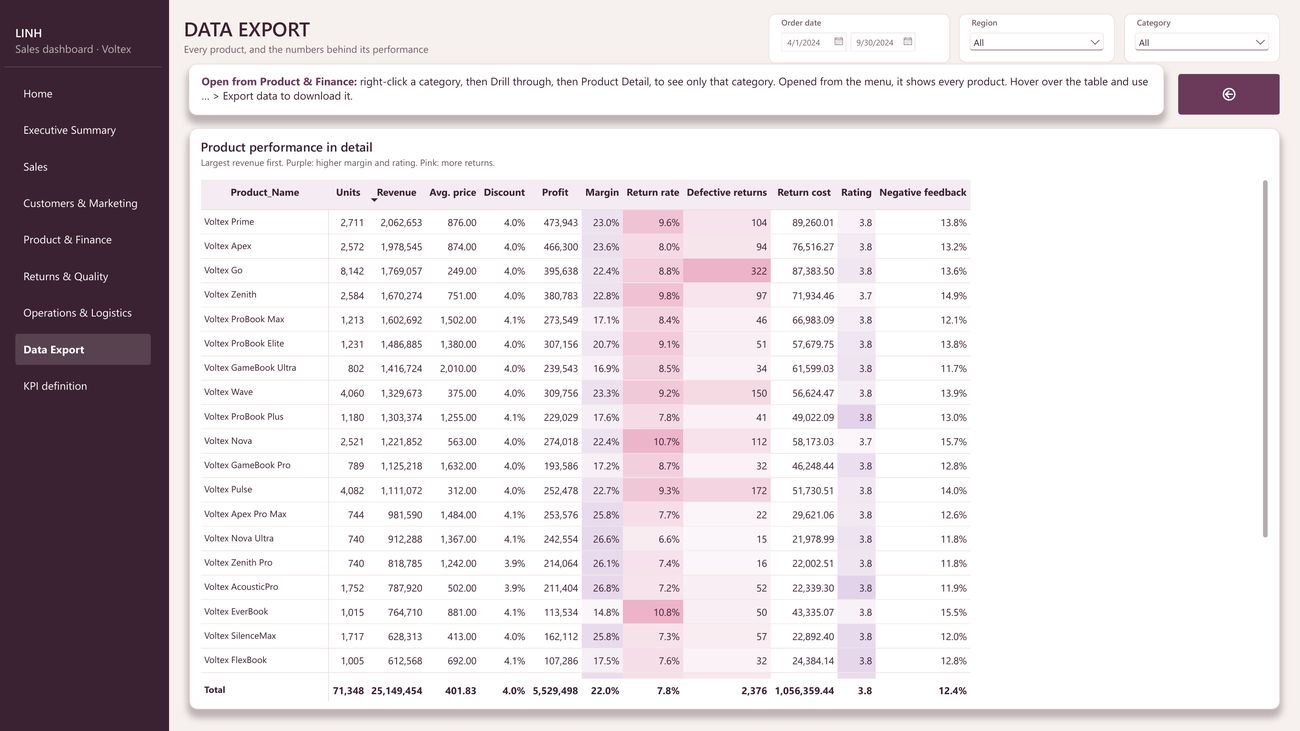 LINH
Sales dashboard · Voltex
Home
Executive Summary
Sales
Customers & Marketing
Product & Finance
Returns & Quality
Operations & Logistics
Data Export
KPI definition
DATA EXPORT
Every product, and the numbers behind its performance
Order date
4/1/2024 9/30/2024
Region
All
Category
All
Open from Product & Finance: right-click a category, then Drill through, then Product Detail, to see only that category. Opened from the menu, it shows every product. Hover over the table and use
... > Export data to download it.
Product performance in detail
Largest revenue first. Purple: higher margin and rating. Pink: more returns.
Product_Name Units Revenue Avg. price Discount Profit Margin Return rate Defective returns Return cost Rating Negative feedback
Voltex Prime 2,711 2,062,653 876.00 4.0% 473,943 23.0% 9.6% 104 89,260.01 3.8 13.8%
Voltex Apex 2,572 1,978,545 874.00 4.0% 466,300 23.6% 8.0% 94 76,516.27 3.8 13.2%
Voltex Go 8,142 1,769,057 249.00 4.0% 395,638 22.4% 8.8% 322 87,383.50 3.8 13.6%
Voltex Zenith 2,584 1,670,274 751.00 4.0% 380,783 22.8% 9.8% 97 71,934.46 3.7 14.9%
Voltex ProBook Max 1,213 1,602,692 1,502.00 4.1% 273,549 17.1% 8.4% 46 66,983.09 3.8 12.1%
Voltex ProBook Elite 1,231 1,486,885 1,380.00 4.0% 307,156 20.7% 9.1% 51 57,679.75 3.8 13.8%
Voltex GameBook Ultra 802 1,416,724 2,010.00 4.0% 239,543 16.9% 8.5% 34 61,599.03 3.8 11.7%
Voltex Wave 4,060 1,329,673 375.00 4.0% 309,756 23.3% 9.2% 150 56,624.47 3.8 13.9%
Voltex ProBook Plus 1,180 1,303,374 1,255.00 4.1% 229,029 17.6% 7.8% 41 49,022.09 3.8 13.0%
Voltex Nova 2,521 1,221,852 563.00 4.0% 274,018 22.4% 10.7% 112 58,173.03 3.7 15.7%
Voltex GameBook Pro 789 1,125,218 1,632.00 4.0% 193,586 17.2% 8.7% 32 46,248.44 3.8 12.8%
Voltex Pulse 4,082 1,111,072 312.00 4.0% 252,478 22.7% 9.3% 172 51,730.51 3.8 14.0%
Voltex Apex Pro Max 744 981,590 1,484.00 4.1% 253,576 25.8% 7.7% 22 29,621.06 3.8 12.6%
Voltex Nova Ultra 740 912,288 1,367.00 4.1% 242,554 26.6% 6.6% 15 21,978.99 3.8 11.8%
Voltex Zenith Pro 740 818,785 1,242.00 3.9% 214,064 26.1% 7.4% 16 22,002.51 3.8 11.8%
Voltex AcousticPro 1,752 787,920 502.00 3.9% 211,404 26.8% 7.2% 52 22,339.30 3.8 11.9%
Voltex EverBook 1,015 764,710 881.00 4.1% 113,534 14.8% 10.8% 50 43,335.07 3.8 15.5%
Voltex SilenceMax 1,717 628,313 413.00 4.0% 162,112 25.8% 7.3% 57 22,892.40 3.8 12.0%
Voltex FlexBook 1,005 612,568 692.00 4.1% 107,286 17.5% 7.6% 32 24,384.14 3.8 12.8%
Total 71,348 25,149,454 401.83 4.0% 5,529,498 22.0% 7.8% 2,376 1,056,359.44 3.8 12.4%